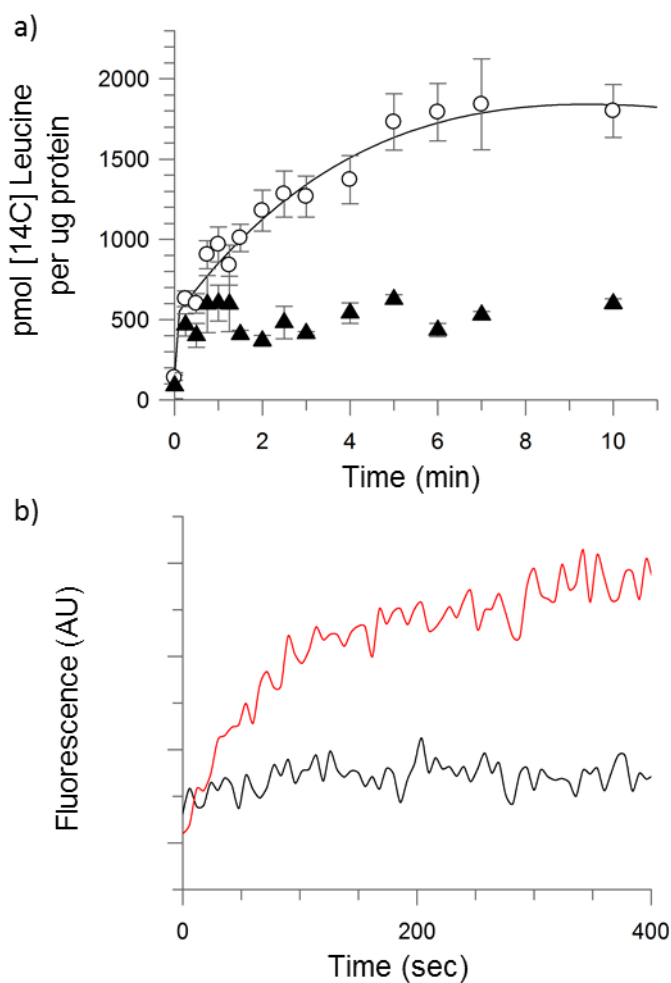 a)
2000
1500
1000
500
0
pmol [14C] Leucine
per ug protein
0 2 4 6 8 10
Time (min)
b)
Fluorescence (AU)
0 200 400
Time (sec)